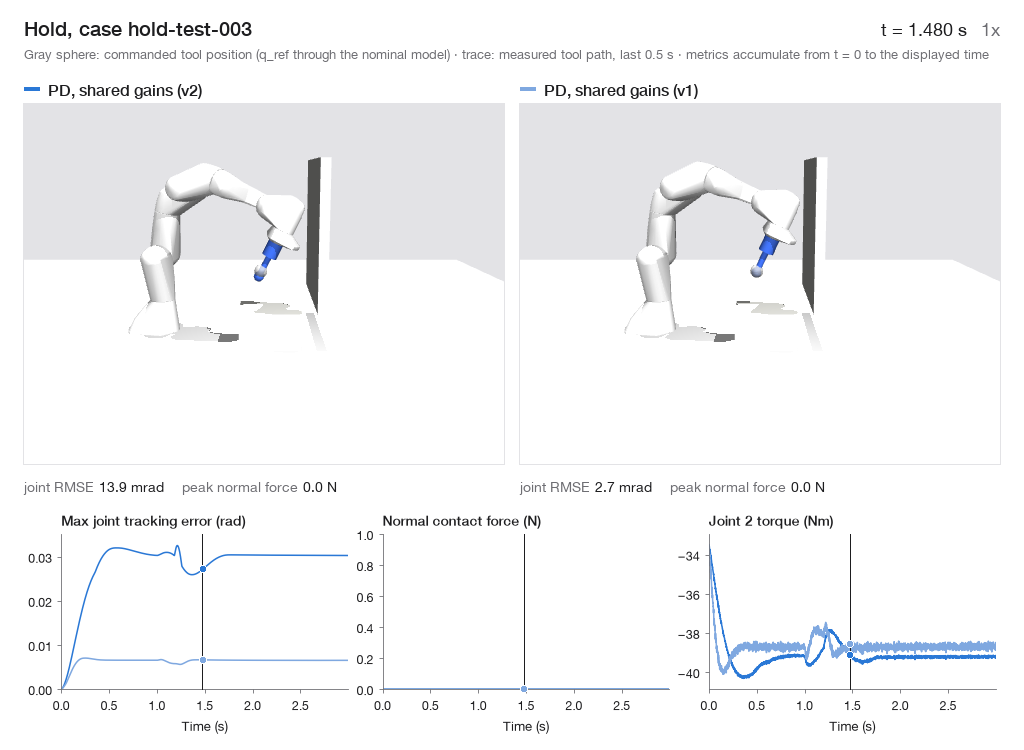 Hold, case hold-test-003
t = 1.480 s 1x
Gray sphere: commanded tool position (q_ref through the nominal model) · trace: measured tool path, last 0.5 s · metrics accumulate from t = 0 to the displayed time
PD, shared gains (v2)
PD, shared gains (v1)
joint RMSE 13.9 mrad peak normal force 0.0 N
joint RMSE 2.7 mrad peak normal force 0.0 N
Max joint tracking error (rad)
0.03
0.02
0.01
0.00
0.0 0.5 1.0 1.5 2.0 2.5
Time (s)
Normal contact force (N)
1.0
0.8
0.6
0.4
0.2
0.0
0.0 0.5 1.0 1.5 2.0 2.5
Time (s)
Joint 2 torque (Nm)
−34
−36
−38
−40
0.0 0.5 1.0 1.5 2.0 2.5
Time (s)